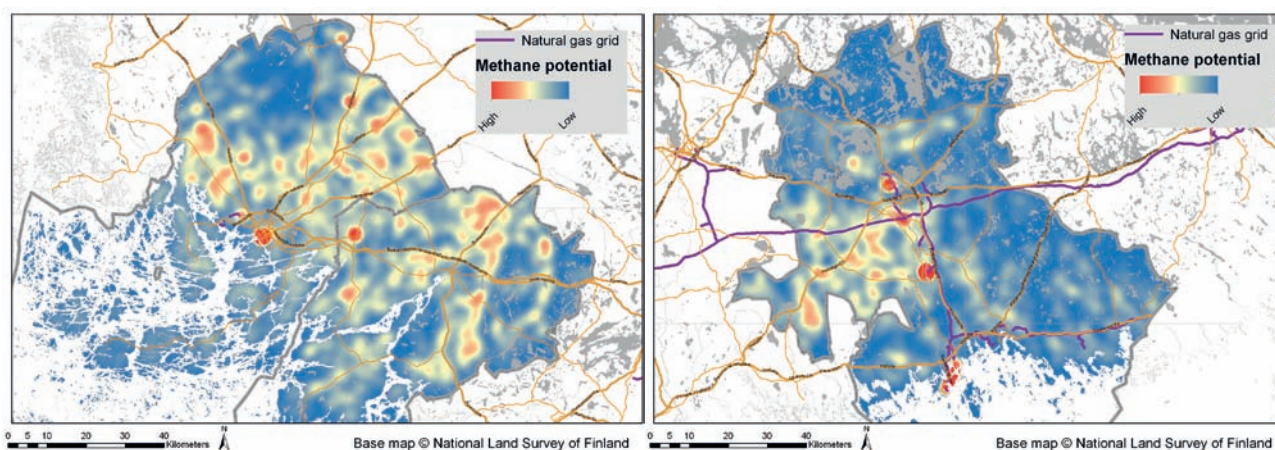 Natural gas grid
Methane potential
High
Low
0 5 10 20 30 40
Kilometers
N
Base map © National Land Survey of Finland
Natural gas grid
Methane potential
High
Low
0 5 10 20 30 40
Kilometers
N
Base map © National Land Survey of Finland